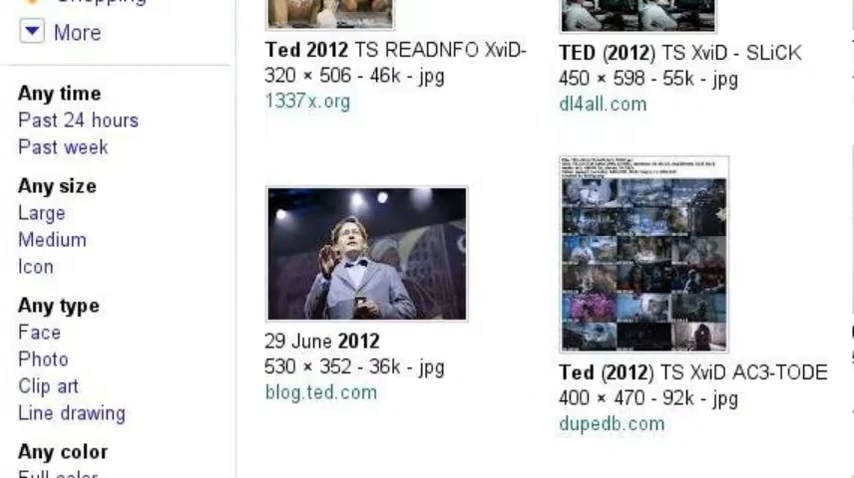 Shopping
More
Any time
Past 24 hours
Past week
Any size
Large
Medium
Icon
Any type
Face
Photo
Clip art
Line drawing
Any color
Full color
Ted 2012 TS READNFO XviD-
320 × 506 - 46k - jpg
1337x.org
TED (2012) TS XviD - SLiCK
450 × 598 - 55k - jpg
dl4all.com
29 June 2012
530 × 352 - 36k - jpg
blog.ted.com
Ted (2012) TS XviD AC3-TODE
400 × 470 - 92k - jpg
dupedb.com